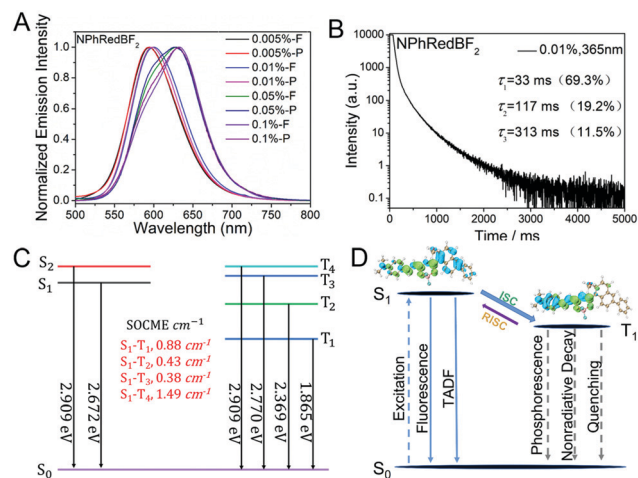 A
NPhRedBF2
0.005%-F
0.005%-P
0.01%-F
0.01%-P
0.05%-F
0.05%-P
0.1%-F
0.1%-P
Normalized Emission Intensity
1.0
0.8
0.6
0.4
0.2
0.0
500 550 600 650 700 750 800
Wavelength (nm)
B
NPhRedBF2
0.01%,365nm
τ1=33 ms (69.3%)
τ2=117 ms (19.2%)
τ3=313 ms (11.5%)
Intensity (a.u.)
10000
1000
100
10
1
0.1
0 1000 2000 3000 4000 5000
Time / ms
C
S2
S1
T4
T3
T2
T1
SOCME cm⁻¹
S1-T1, 0.88 cm⁻¹
S1-T2, 0.43 cm⁻¹
S1-T3, 0.38 cm⁻¹
S1-T4, 1.49 cm⁻¹
2.909 eV
2.672 eV
2.909 eV
2.770 eV
2.369 eV
1.865 eV
S0
D
S1
ISC
RISC
T1
Excitation
Fluorescence
TADF
Phosphorescence
Nonradiative Decay
Quenching
S0